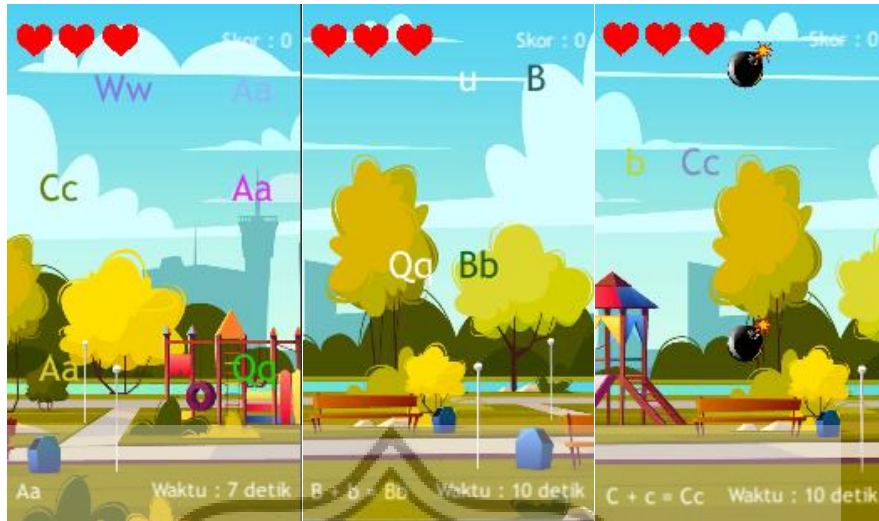 Skor : 0
Ww Aa
Cc Aa
Aa Qq
Aa Waktu : 7 detik
Skor : 0
u B
Qq Bb
B + b = Bb Waktu : 10 detik
Skor : 0
b Cc
C + c = Cc Waktu : 10 detik